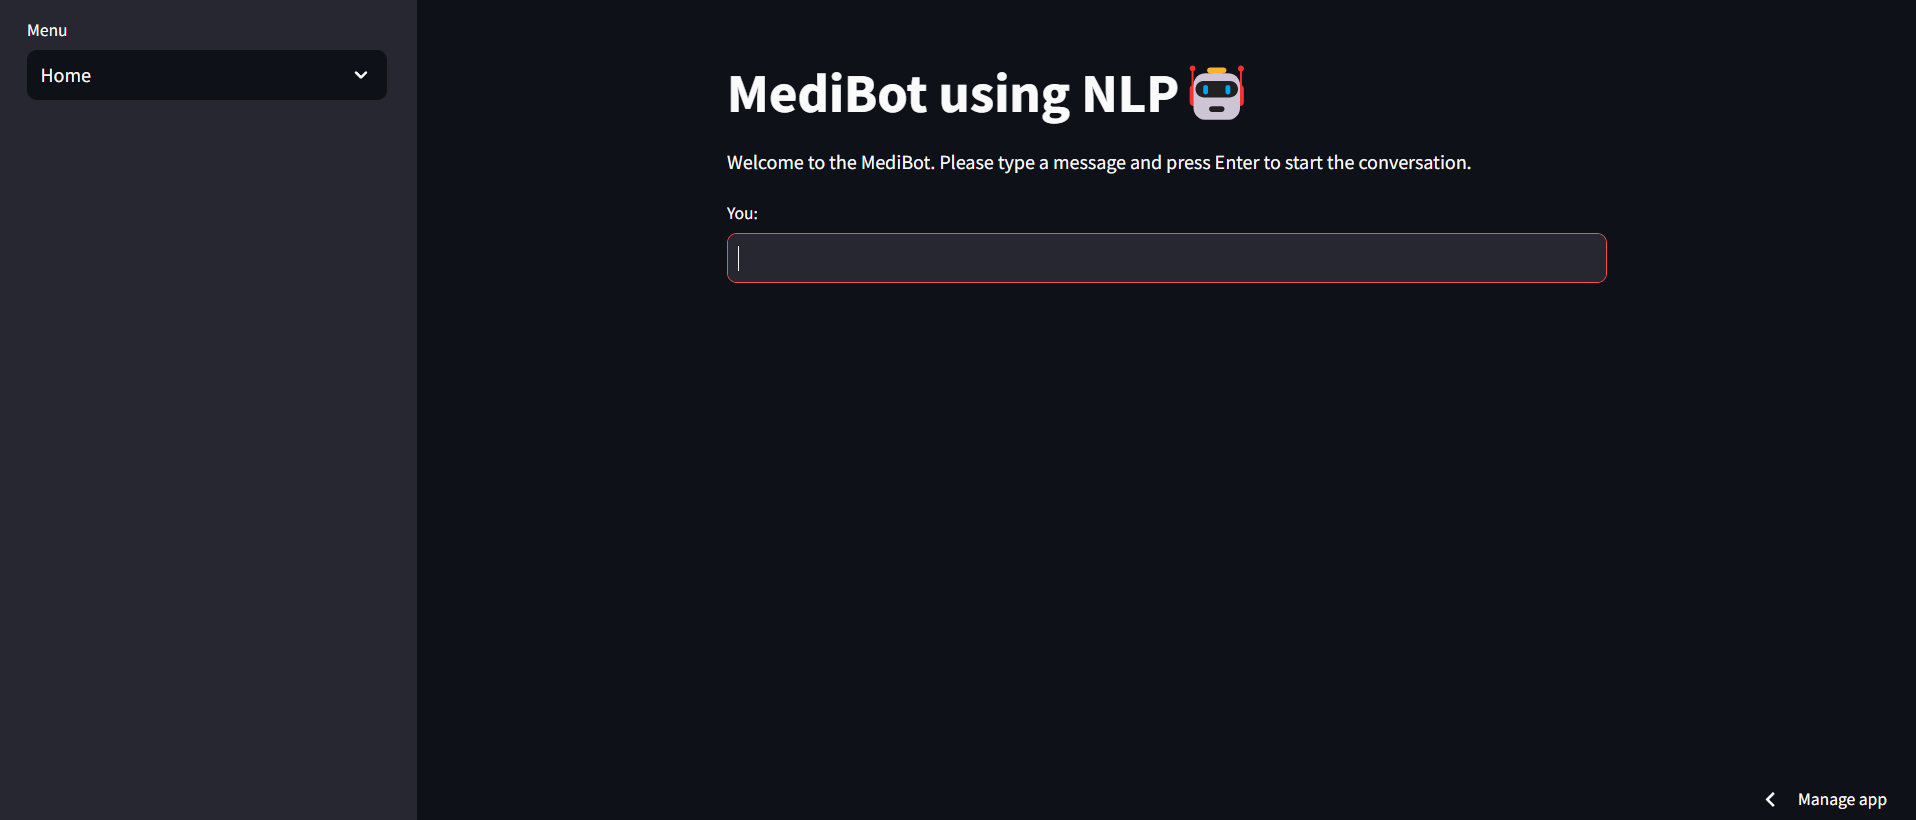 Menu
Home
MediBot using NLP
Welcome to the MediBot. Please type a message and press Enter to start the conversation.
You:
Manage app